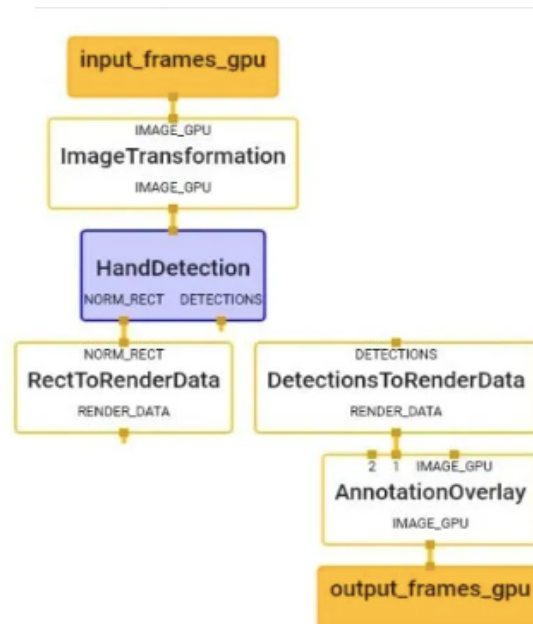 input_frames_gpu
IMAGE_GPU
ImageTransformation
IMAGE_GPU
HandDetection
NORM_RECT DETECTIONS
NORM_RECT
RectToRenderData
RENDER_DATA
DETECTIONS
DetectionsToRenderData
RENDER_DATA
2 1 IMAGE_GPU
AnnotationOverlay
IMAGE_GPU
output_frames_gpu